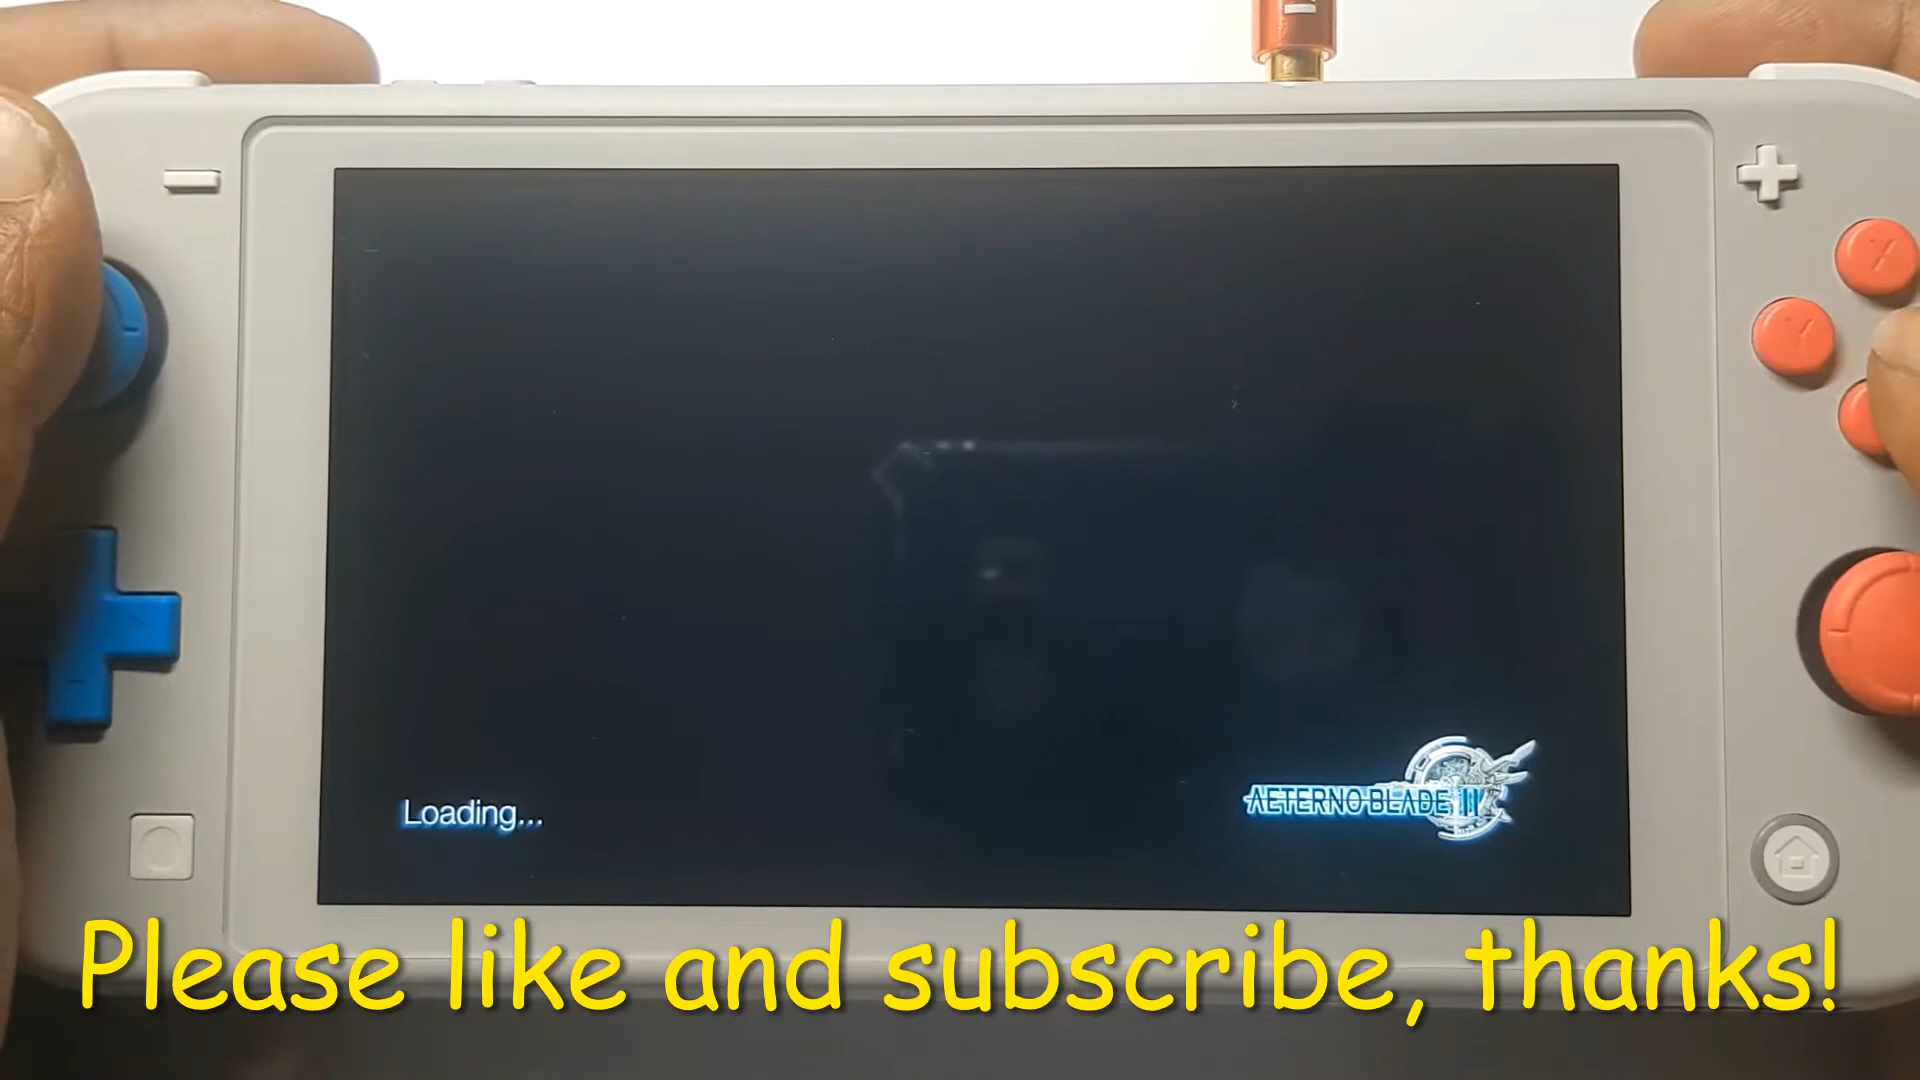 Y
Loading...
AETERNO BLADE II
Please like and subscribe, thanks!